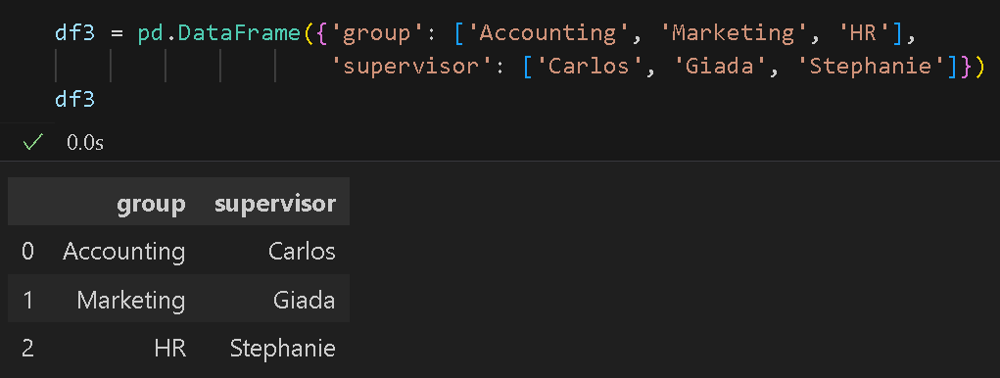 df3 = pd.DataFrame({'group': ['Accounting', 'Marketing', 'HR'],
'supervisor': ['Carlos', 'Giada', 'Stephanie']})
df3
0.0s
group supervisor
0 Accounting Carlos
1 Marketing Giada
2 HR Stephanie